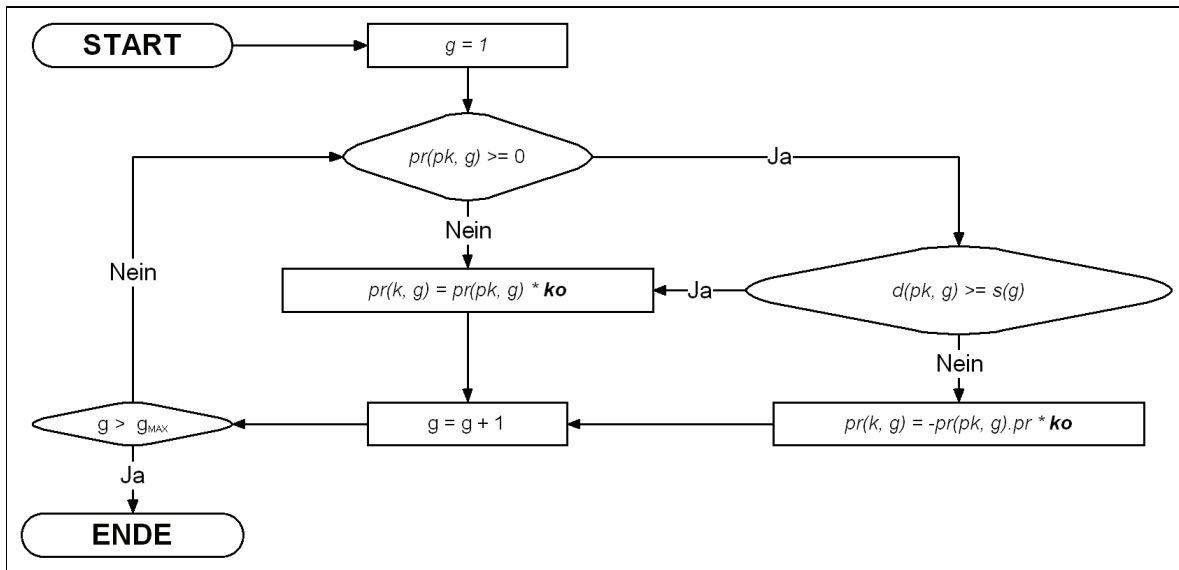 START
g = 1
pr(pk, g) >= 0
Ja
Nein
Nein
pr(k, g) = pr(pk, g) * ko
Ja
d(pk, g) >= s(g)
Nein
g > gMAX
g = g + 1
pr(k, g) = -pr(pk, g).pr * ko
Ja
ENDE